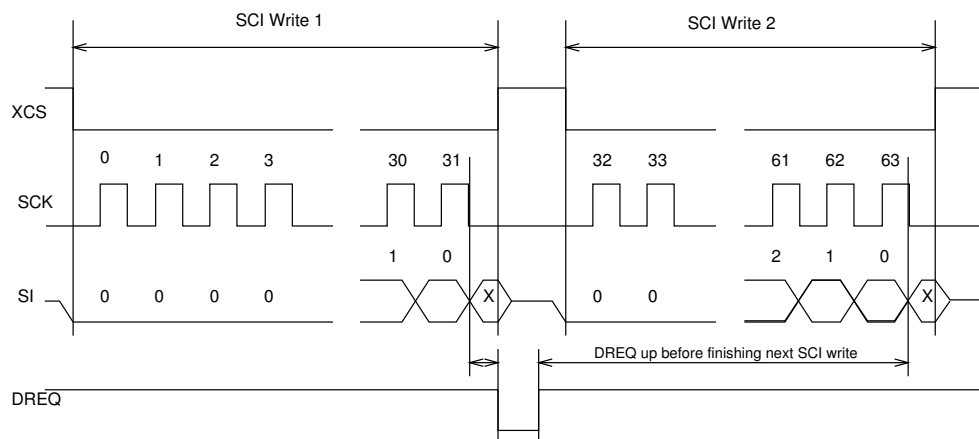 SCI Write 1 SCI Write 2
XCS
0 1 2 3 30 31 32 33 61 62 63
SCK
1 0 2 1 0
SI 0 0 0 0 X 0 0 X
DREQ up before finishing next SCI write
DREQ